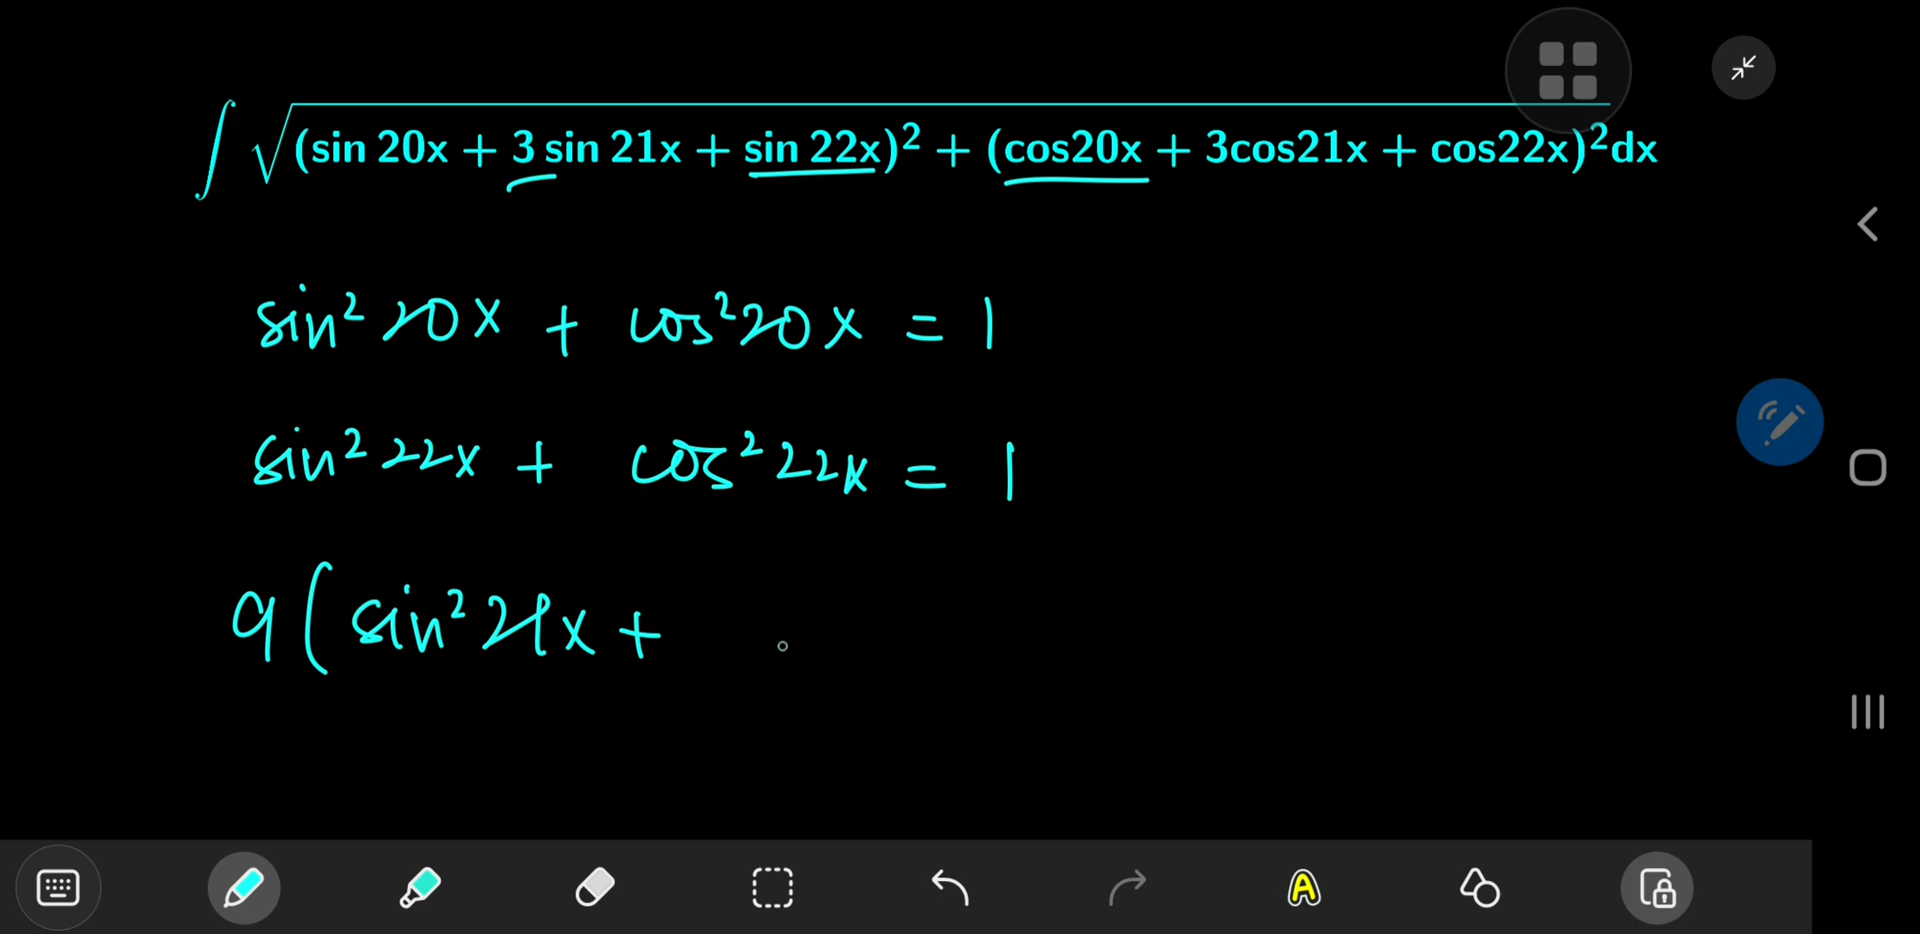 ∫ √(sin 20x + 3 sin 21x + sin 22x)² + (cos20x + 3cos21x + cos22x)²dx
sin² 20x + cos² 20x = 1
sin² 22x + cos² 22x = 1
9 ( sin² 21x +
A